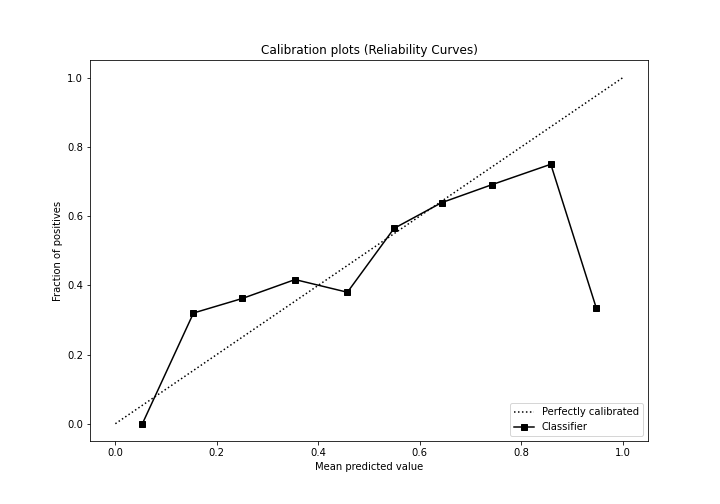 Calibration plots (Reliability Curves)
1.0
0.8
0.6
0.4
0.2
0.0
Fraction of positives
0.0 0.2 0.4 0.6 0.8 1.0
Mean predicted value
Perfectly calibrated
Classifier